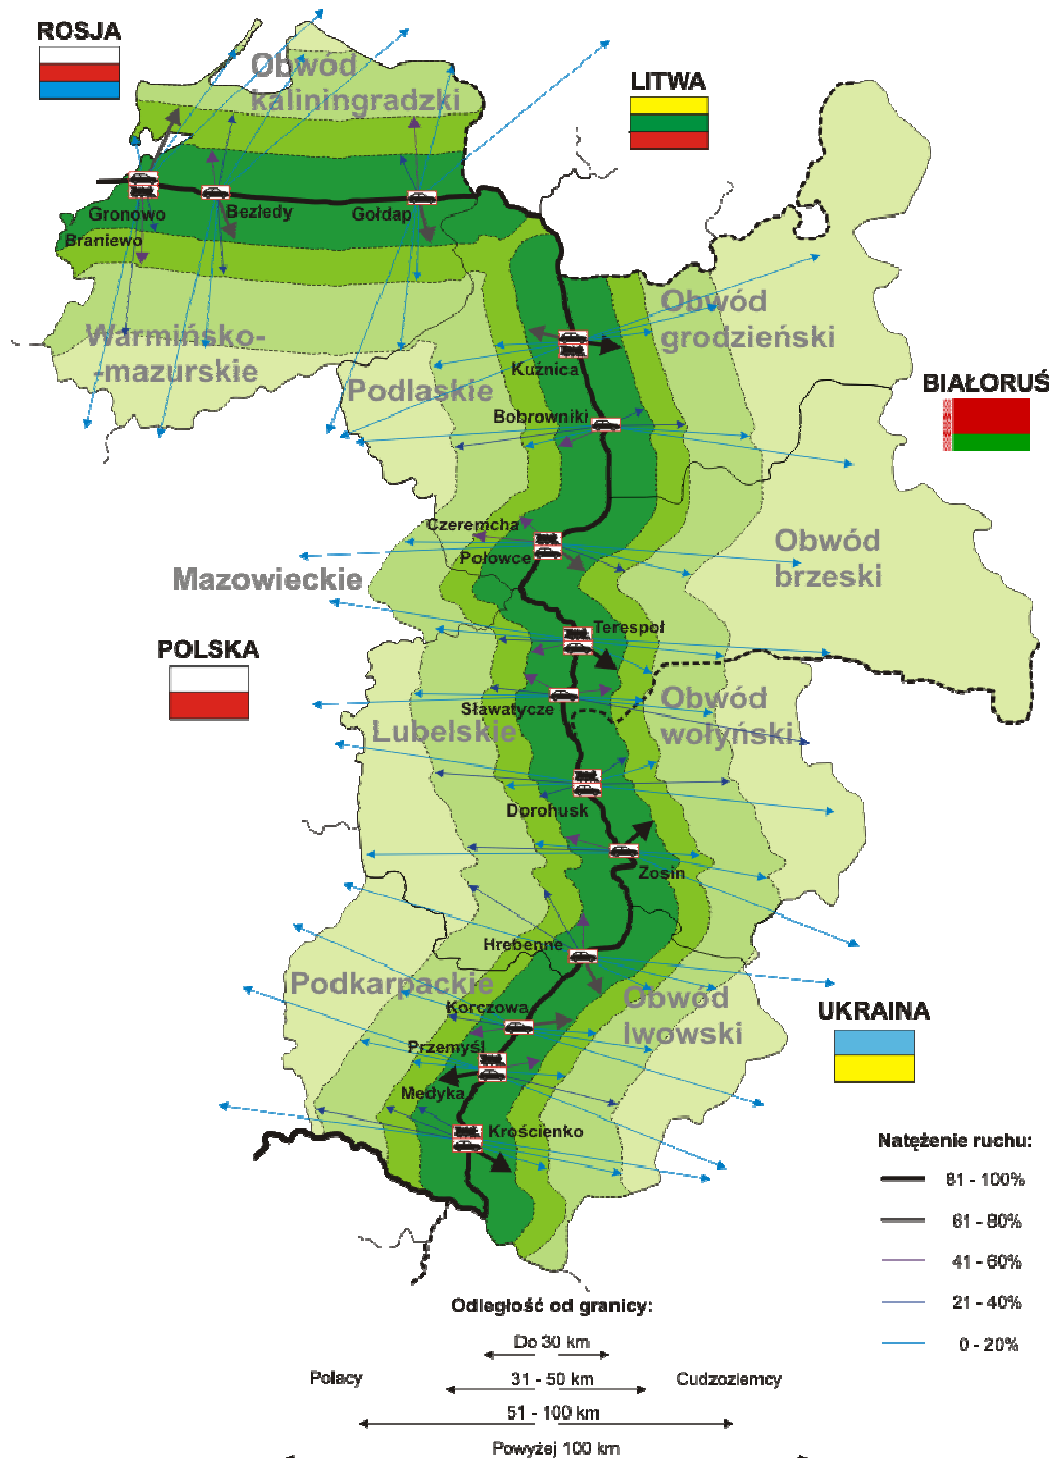 ROSJA
Obwód
kaliningradzki
LITWA
Gronowo
Bezledy
Gołdap
Braniewo
Obwód
grodzieński
Warmińsko-
-mazurskie
Podlaskie
Kuźnica
BIAŁORUŚ
Bobrowniki
Czeremcha
Połowce
Obwód
brzeski
Mazowieckie
Terespol
POLSKA
Sławatycze
Obwód
wołyński
Lubelskie
Dorohusk
Zosin
Hrebenne
Podkarpackie
Korczowa
Obwód
lwowski
UKRAINA
Przemyśl
Medyka
Krościenko
Natężenie ruchu:
81 - 100%
61 - 80%
41 - 60%
21 - 40%
0 - 20%
Odległość od granicy:
Do 30 km
Polacy
31 - 50 km
Cudzoziemcy
51 - 100 km
Powyżej 100 km